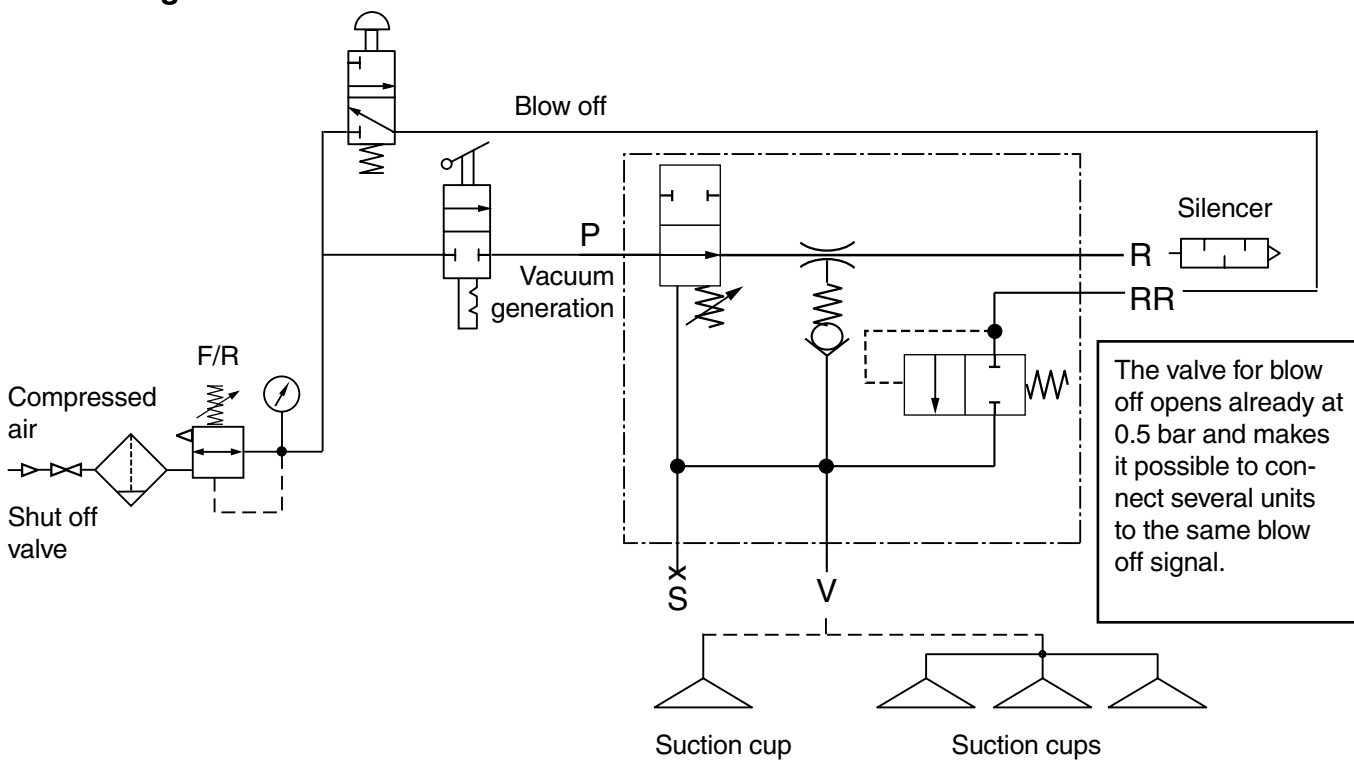 Blow off
P
Vacuum
generation
Silencer
R
RR
F/R
Compressed
air
Shut off
valve
The valve for blow
off opens already at
0.5 bar and makes
it possible to con-
nect several units
to the same blow
off signal.
S
V
Suction cup
Suction cups